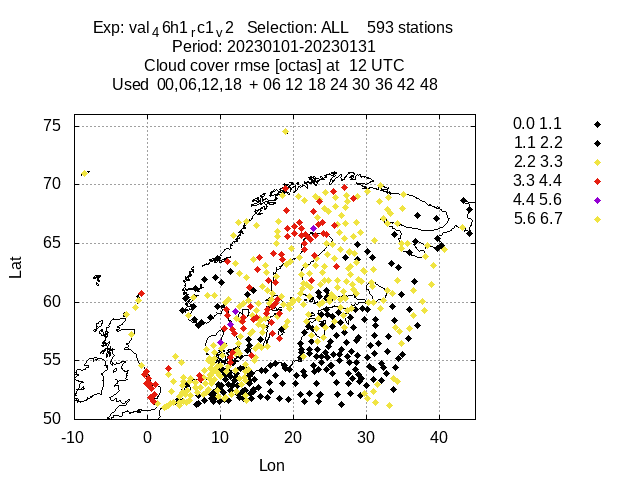 Exp: val₄6h1ᵣc1ᵥ2 Selection: ALL 593 stations
Period: 20230101-20230131
Cloud cover rmse [octas] at 12 UTC
Used 00,06,12,18 + 06 12 18 24 30 36 42 48
0.0 1.1
1.1 2.2
2.2 3.3
3.3 4.4
4.4 5.6
5.6 6.7
75
70
65
60
55
50
Lat
-10 0 10 20 30 40
Lon